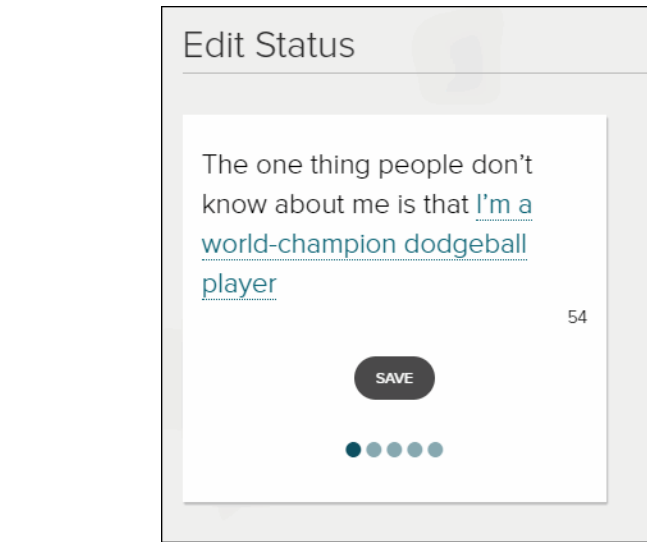 Edit Status
The one thing people don’t
know about me is that I’m a
world-champion dodgeball
player
54
SAVE